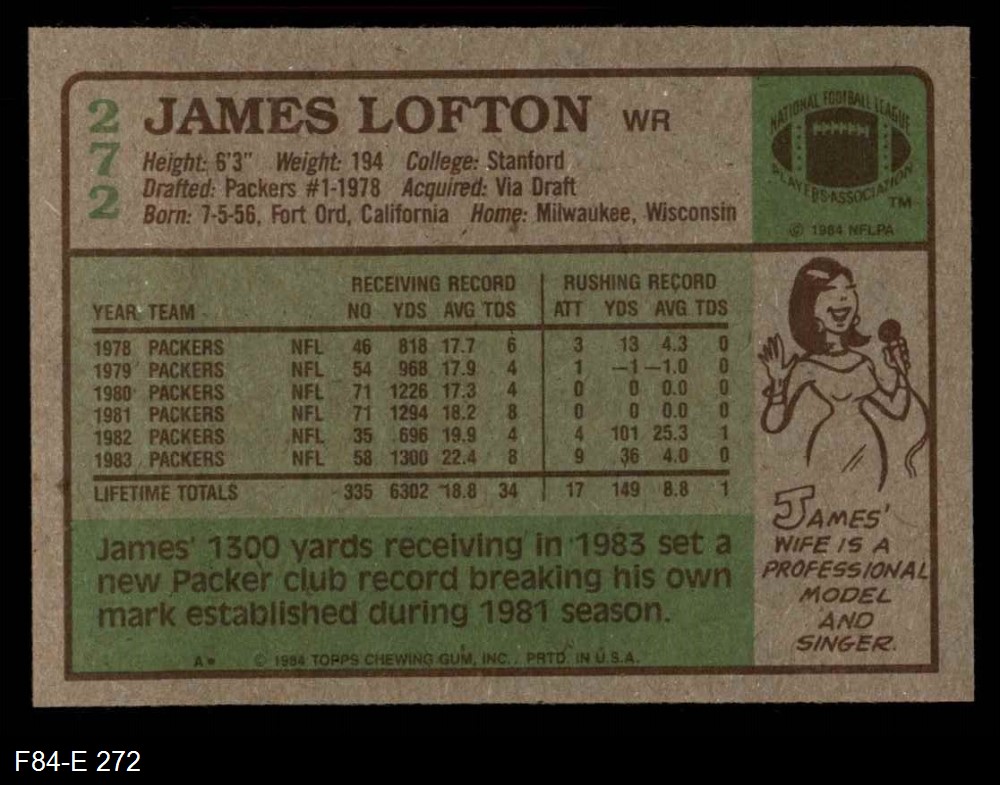 272
JAMES LOFTON WR
Height: 6'3" Weight: 194 College: Stanford
Drafted: Packers #1-1978 Acquired: Via Draft
Born: 7-5-56, Fort Ord, California Home: Milwaukee, Wisconsin
NATIONAL FOOTBALL LEAGUE
PLAYERS ASSOCIATION
TM
© 1984 NFLPA
RECEIVING RECORD RUSHING RECORD
YEAR TEAM NO YDS AVG TDS ATT YDS AVG TDS
1978 PACKERS NFL 46 818 17.7 6 3 13 4.3 0
1979 PACKERS NFL 54 968 17.9 4 1 —1 —1.0 0
1980 PACKERS NFL 71 1226 17.3 4 0 0 0.0 0
1981 PACKERS NFL 71 1294 18.2 8 0 0 0.0 0
1982 PACKERS NFL 35 696 19.9 4 4 101 25.3 1
1983 PACKERS NFL 58 1300 22.4 8 9 36 4.0 0
LIFETIME TOTALS 335 6302 18.8 34 17 149 8.8 1
James' 1300 yards receiving in 1983 set a
new Packer club record breaking his own
mark established during 1981 season.
A* © 1984 TOPPS CHEWING GUM, INC., PRTD. IN U.S.A.
JAMES'
WIFE IS A
PROFESSIONAL
MODEL
AND
SINGER.
F84-E 272